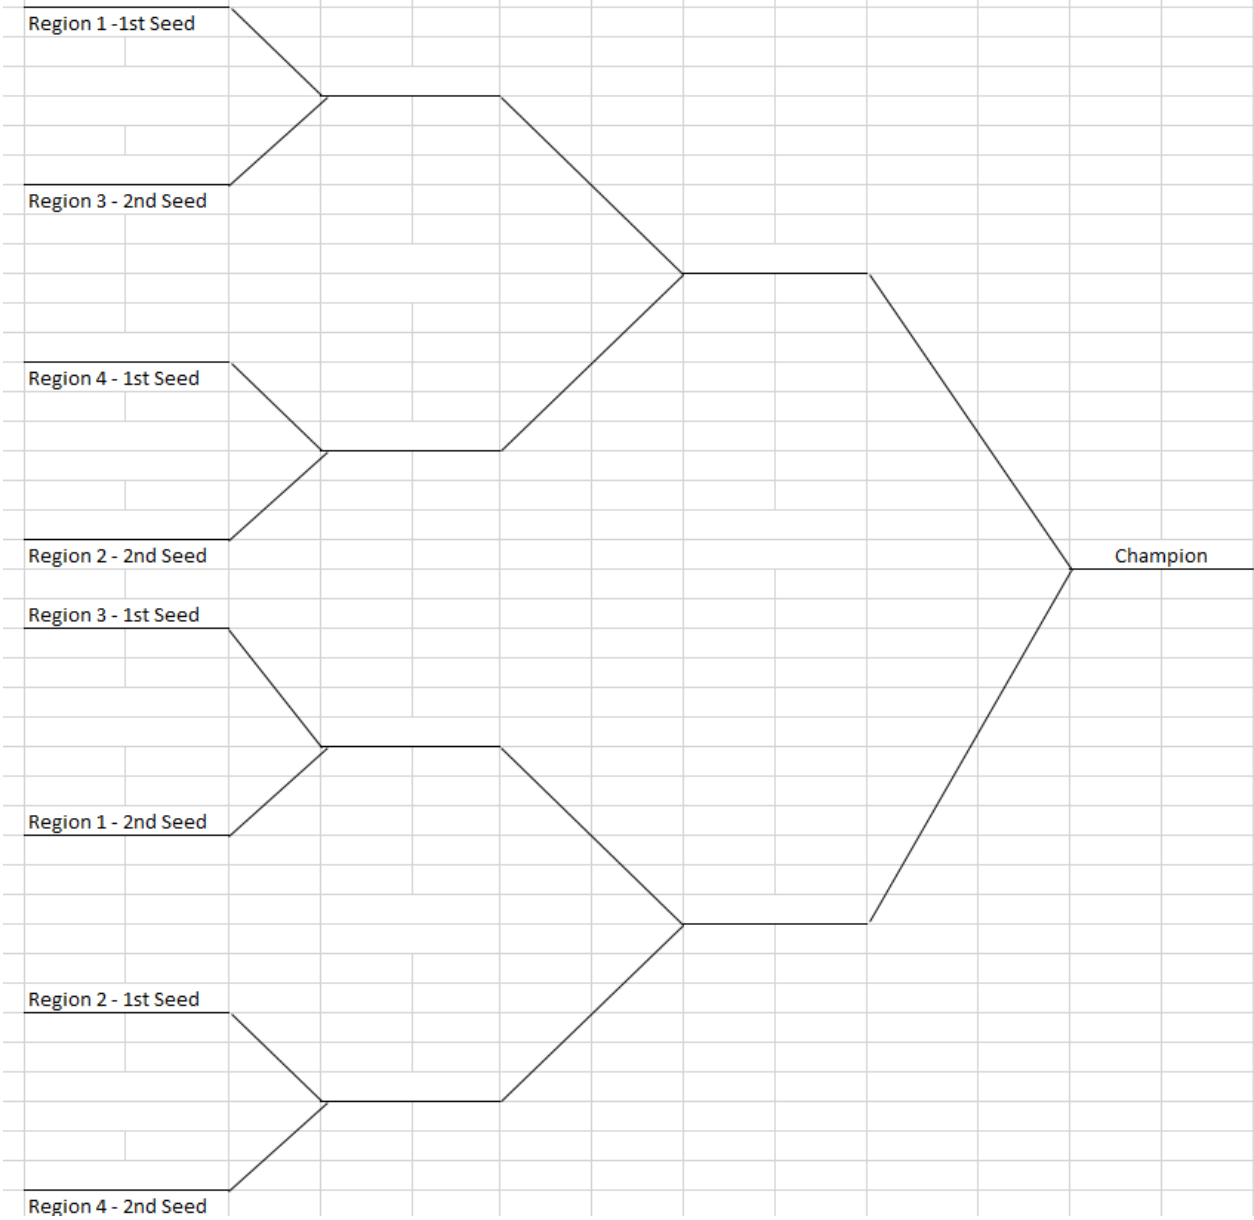 Region 1 -1st Seed
Region 3 - 2nd Seed
Region 4 - 1st Seed
Region 2 - 2nd Seed
Champion
Region 3 - 1st Seed
Region 1 - 2nd Seed
Region 2 - 1st Seed
Region 4 - 2nd Seed